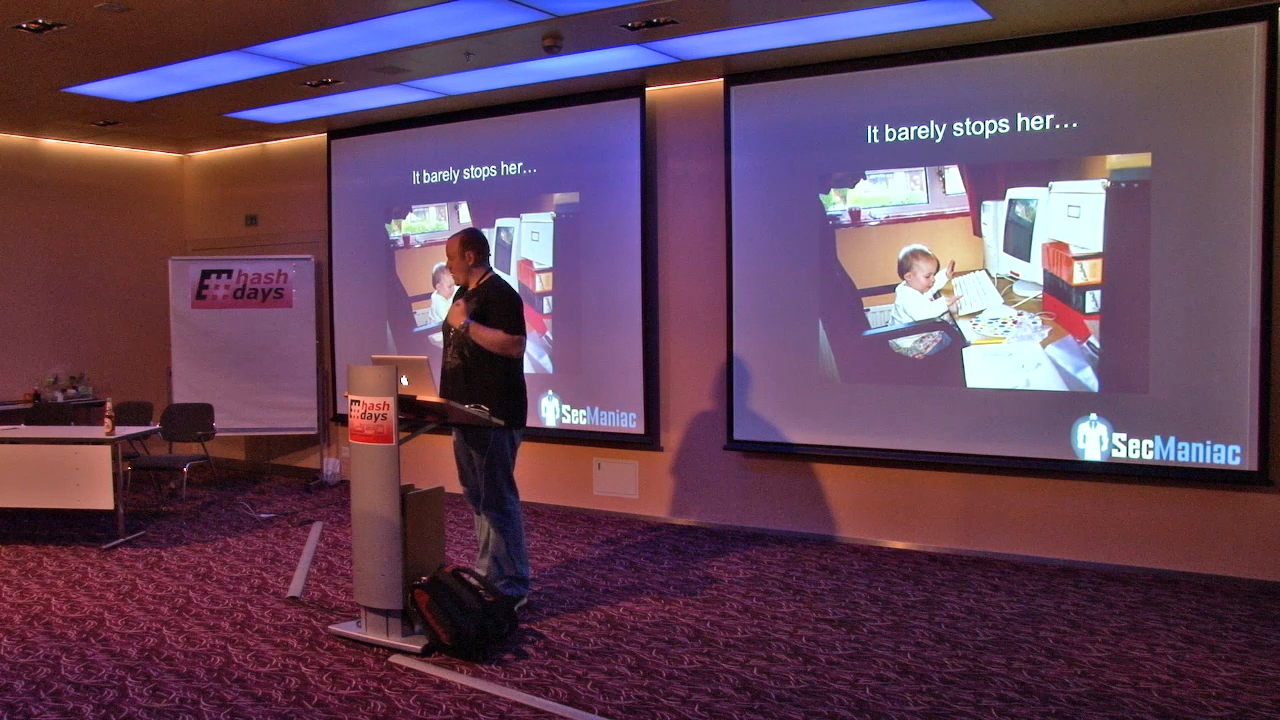 It barely stops her...
It barely stops her...
hash
days
hash
days
SecManiac
SecManiac